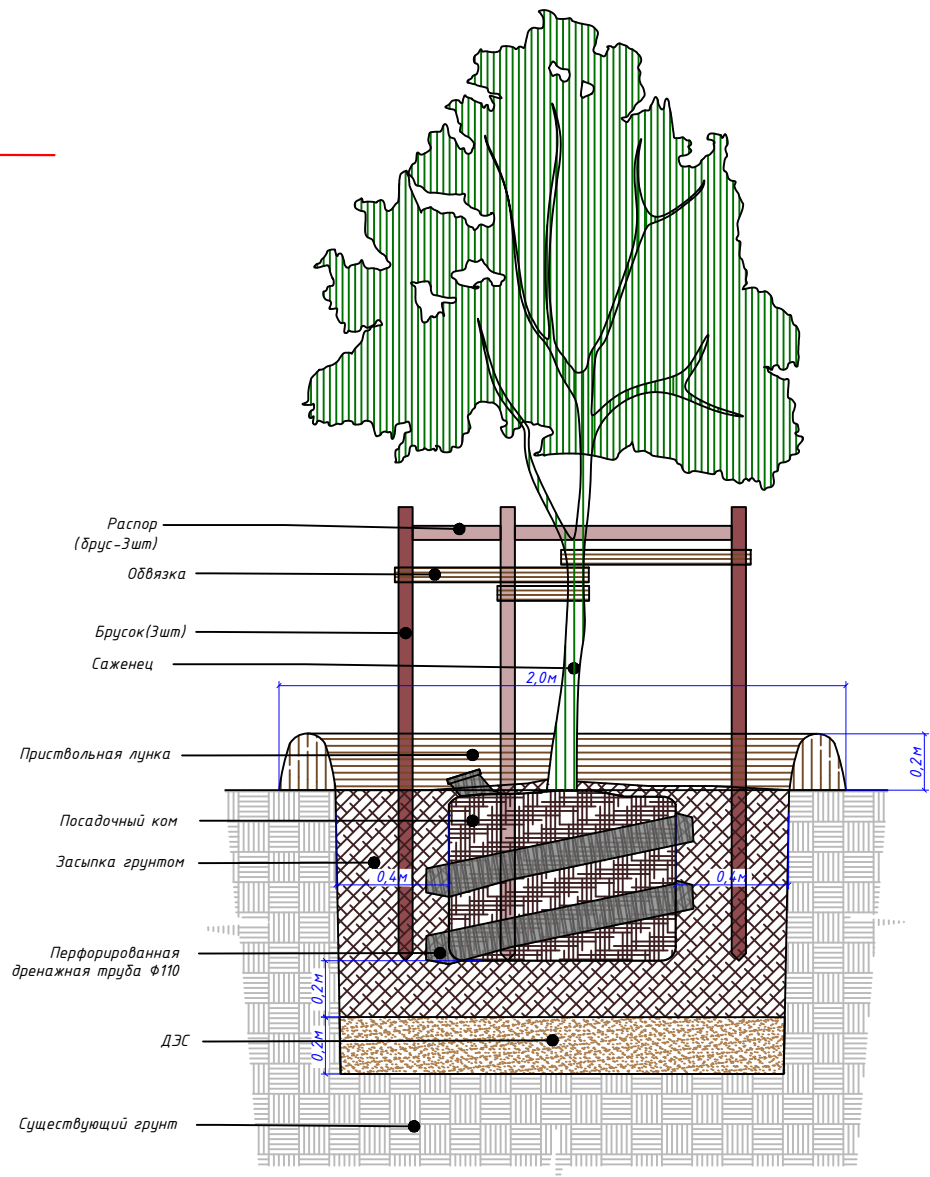 Распор
(брус-3шт)
Обвязка
Брусок(3шт)
Саженец
2,0м
Приствольная лунка
0,2м
Посадочный ком
Засыпка грунтом
0,4м
0,4м
Перфорированная
дренажная труба Ф110
0,2м
ДЭС
0,2м
Существующий грунт